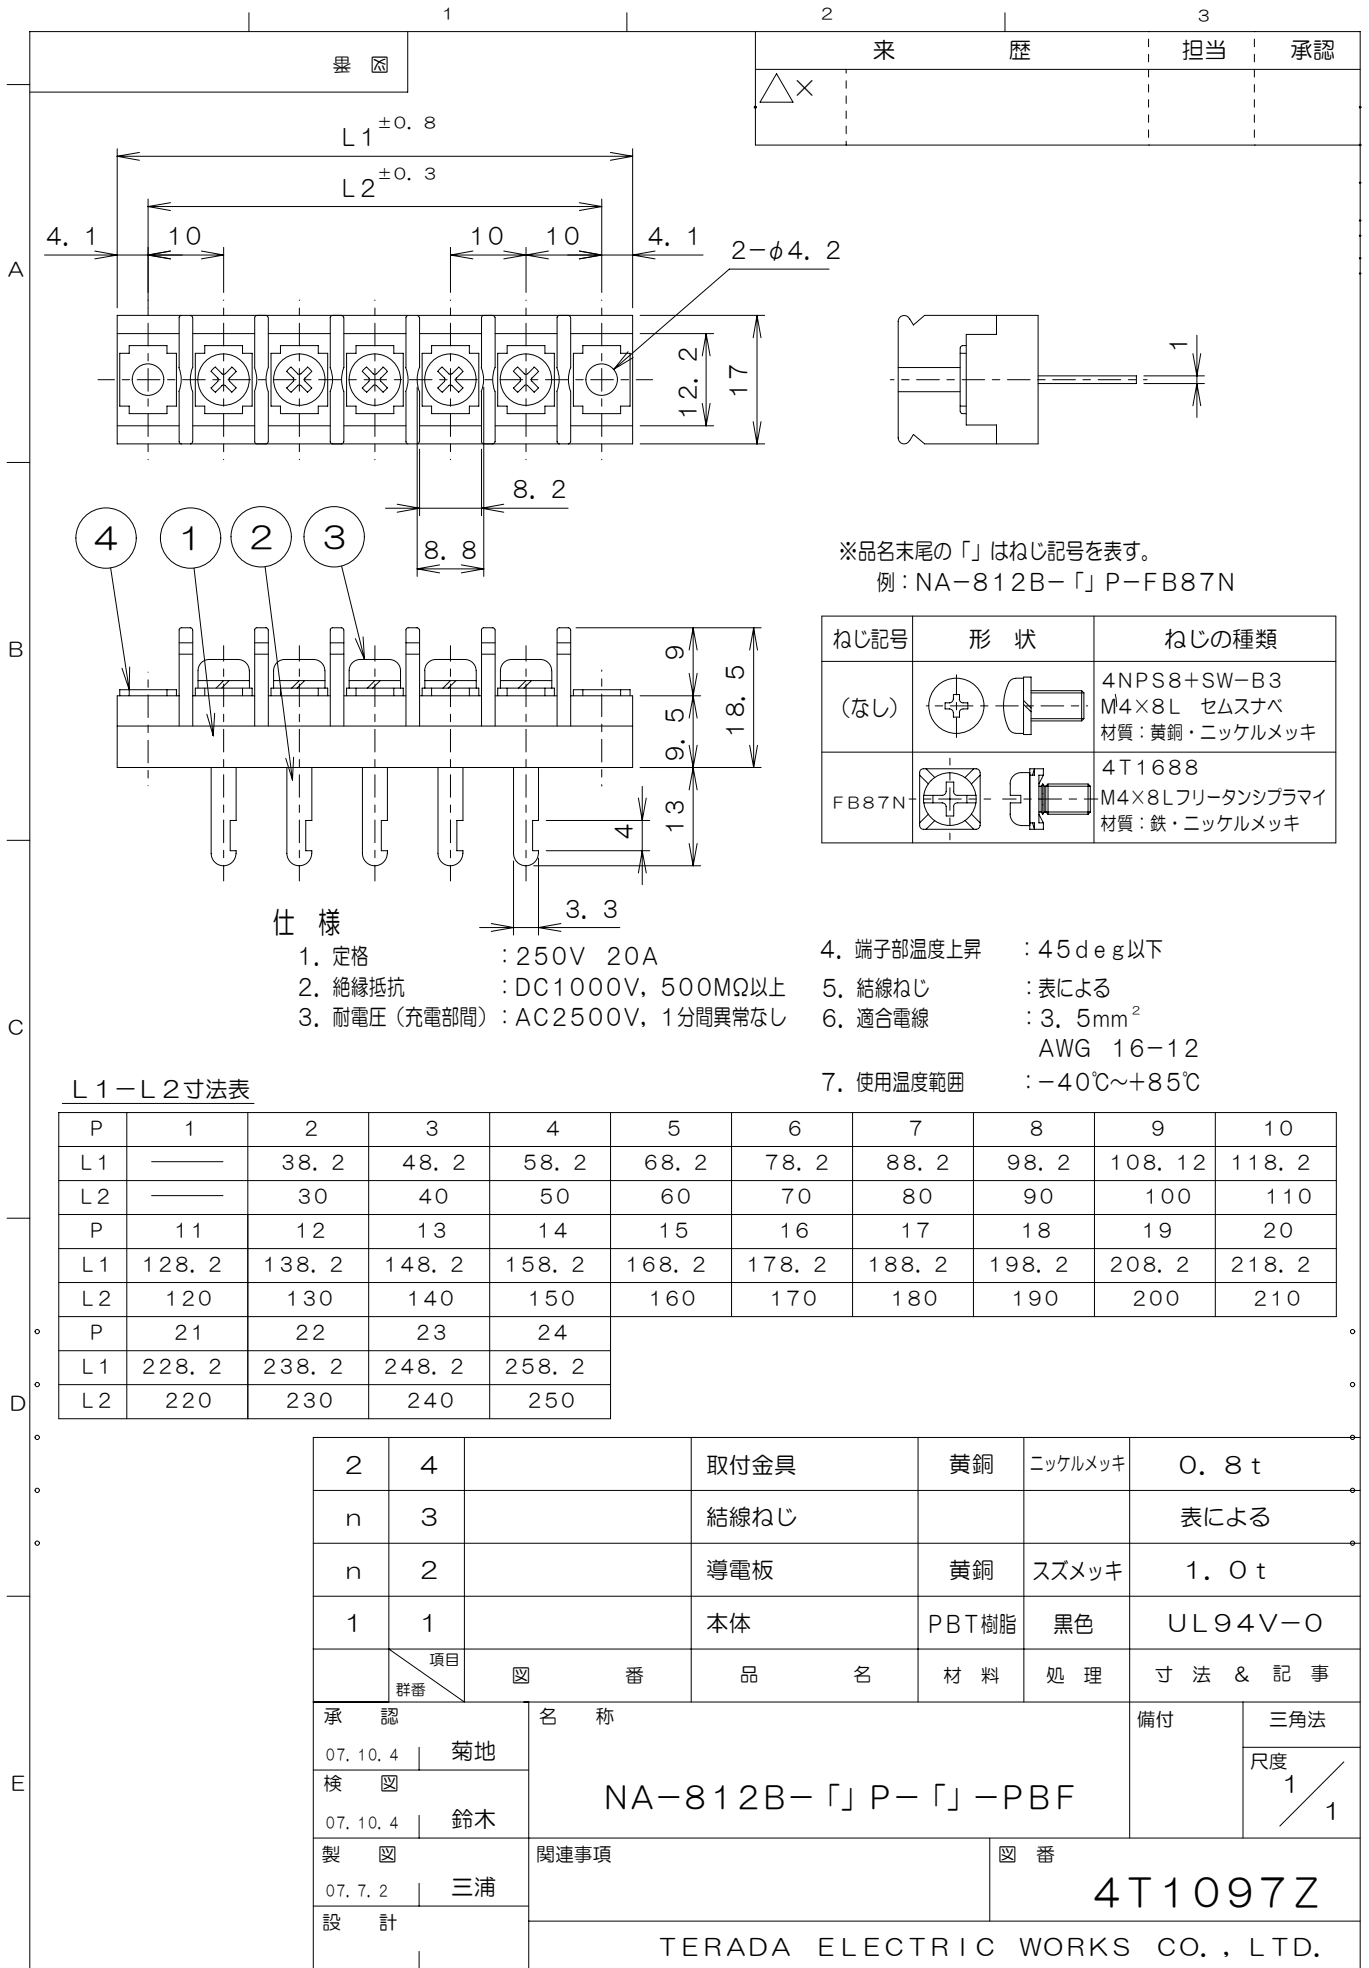 1 2 3
図番
来 歴 担当 承認
△×
L1±0.8
L2±0.3
4.1 10 10 10 4.1
2-φ4.2
12.2
17
1
8.2
8.8
4 1 2 3
9
9.5
18.5
13
4
3.3
※品名末尾の「」はねじ記号を表す。
例:NA-812B-「」P-FB87N
ねじ記号 形 状 ねじの種類
(なし) 4NPS8+SW-B3
M4×8L セムスナベ
材質:黄銅・ニッケルメッキ
FB87N 4T1688
M4×8Lフリータンシプラマイ
材質:鉄・ニッケルメッキ
仕 様
1. 定格 :250V 20A
2. 絶縁抵抗 :DC1000V, 500MΩ以上
3. 耐電圧(充電部間):AC2500V, 1分間異常なし
4. 端子部温度上昇 :45deg以下
5. 結線ねじ :表による
6. 適合電線 :3.5mm²
AWG 16-12
7. 使用温度範囲 :-40℃~+85℃
L1-L2寸法表
P 1 2 3 4 5 6 7 8 9 10
L1 ―― 38.2 48.2 58.2 68.2 78.2 88.2 98.2 108.12 118.2
L2 ―― 30 40 50 60 70 80 90 100 110
P 11 12 13 14 15 16 17 18 19 20
L1 128.2 138.2 148.2 158.2 168.2 178.2 188.2 198.2 208.2 218.2
L2 120 130 140 150 160 170 180 190 200 210
P 21 22 23 24
L1 228.2 238.2 248.2 258.2
L2 220 230 240 250
2 4 取付金具 黄銅 ニッケルメッキ 0.8t
n 3 結線ねじ 表による
n 2 導電板 黄銅 スズメッキ 1.0t
1 1 本体 PBT樹脂 黒色 UL94V-0
項目 群番 図 番 品 名 材 料 処 理 寸 法 & 記 事
承 認
07.10.4 菊地
検 図
07.10.4 鈴木
製 図
07.7.2 三浦
設 計
名 称
NA-812B-「」P-「」-PBF
備付
三角法
尺度
1/1
関連事項
図 番
4T1097Z
TERADA ELECTRIC WORKS CO., LTD.
A
B
C
D
E